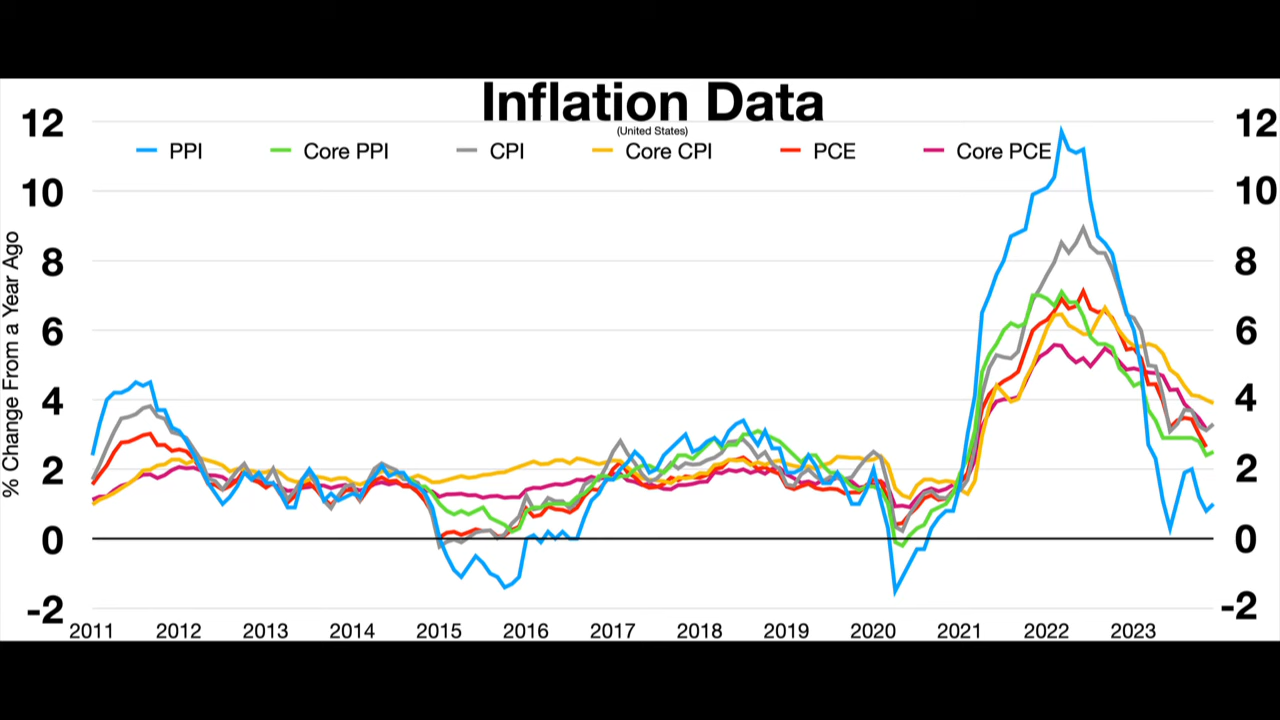 Inflation Data
(United States)
PPI Core PPI CPI Core CPI PCE Core PCE
% Change From a Year Ago
12 12
10 10
8 8
6 6
4 4
2 2
0 0
-2 -2
2011 2012 2013 2014 2015 2016 2017 2018 2019 2020 2021 2022 2023